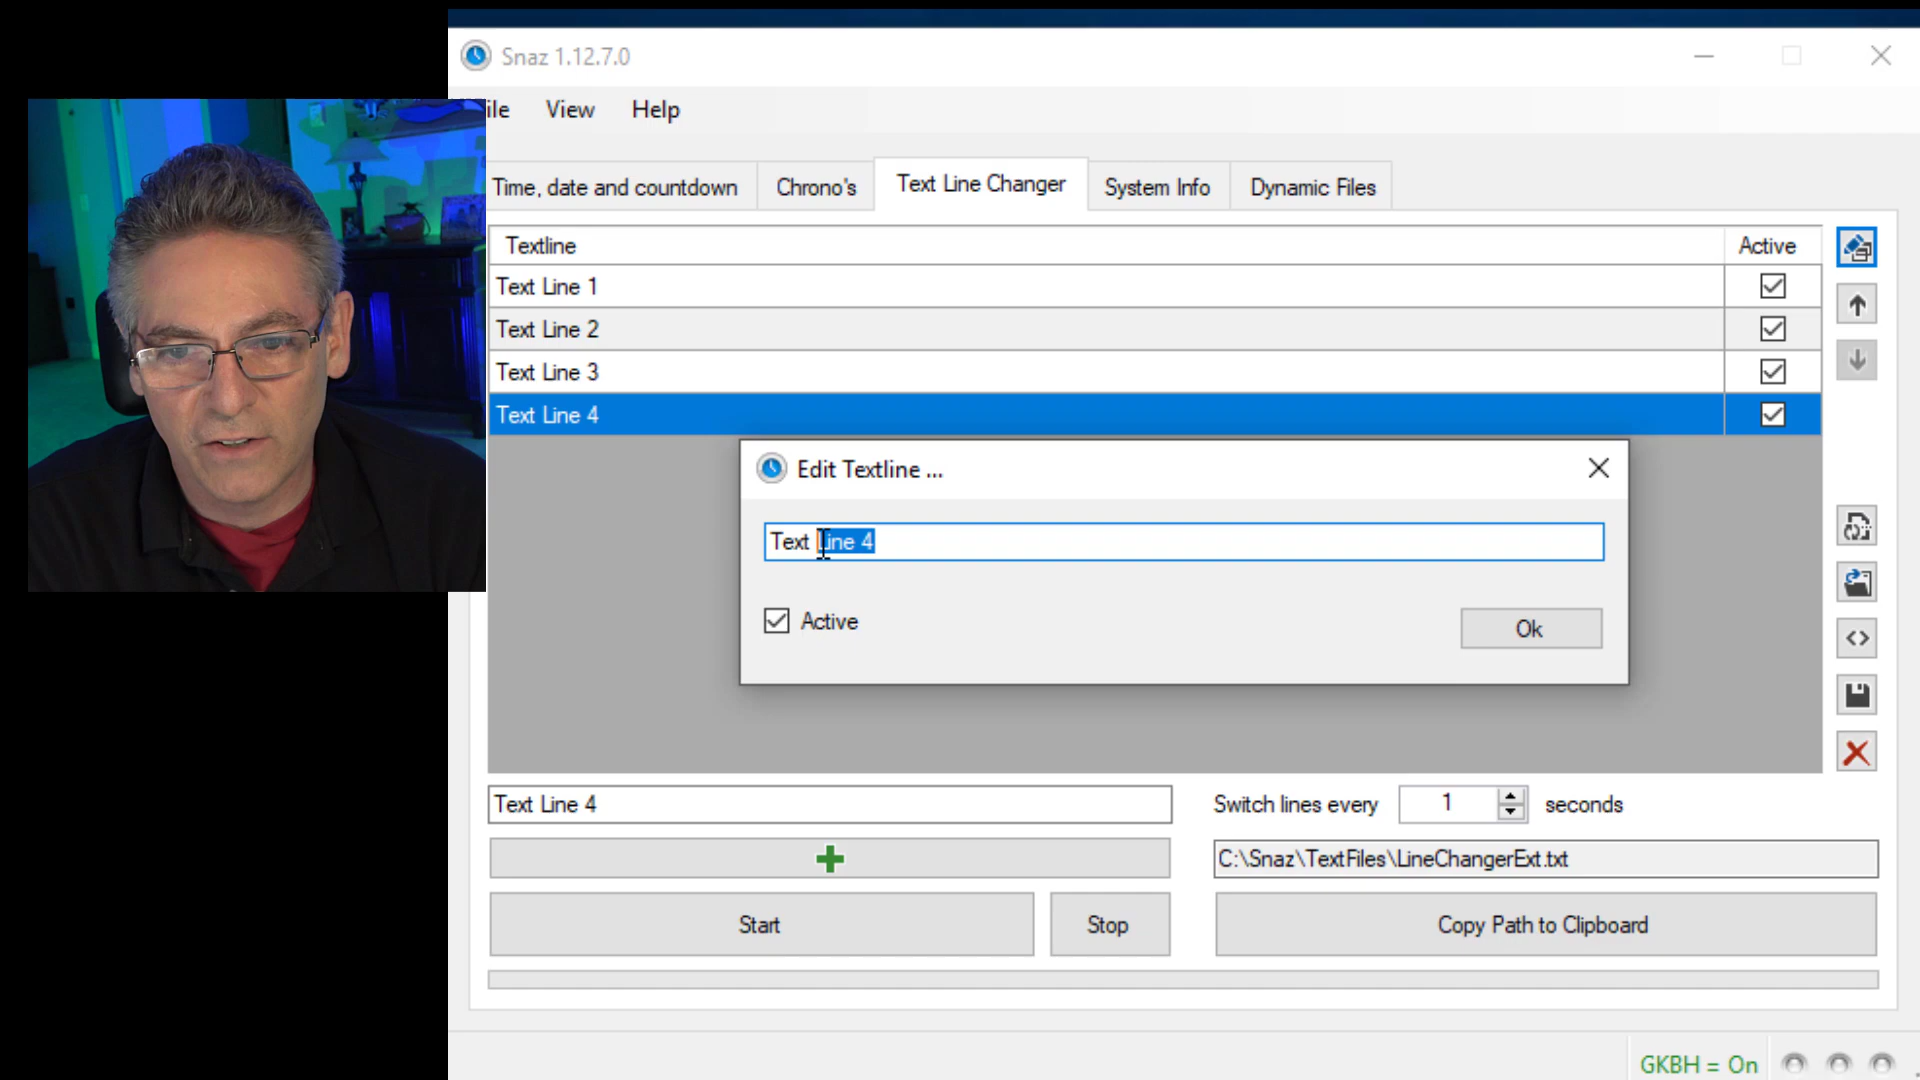 Snaz 1.12.7.0
ile View Help
Time, date and countdown Chrono's Text Line Changer System Info Dynamic Files
Textline Active
Text Line 1
Text Line 2
Text Line 3
Text Line 4
Edit Textline ...
Text Line 4
Active Ok
Text Line 4 Switch lines every 1 seconds
C:\Snaz\TextFiles\LineChangerExt.txt
Start Stop Copy Path to Clipboard
GKBH = On